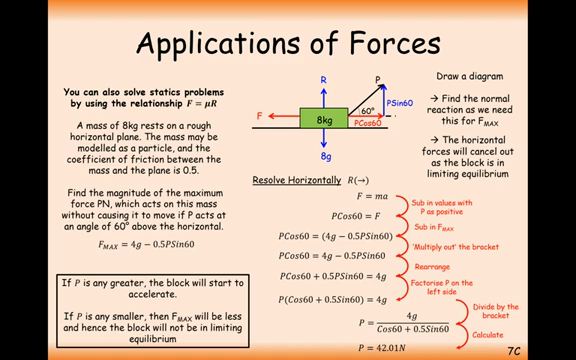 Applications of Forces
You can also solve statics problems
by using the relationship F = μR
A mass of 8kg rests on a rough
horizontal plane. The mass may be
modelled as a particle, and the
coefficient of friction between the
mass and the plane is 0.5.
Find the magnitude of the maximum
force PN, which acts on this mass
without causing it to move if P acts
at an angle of 60° above the horizontal.
F_MAX = 4g − 0.5PSin60
If P is any greater, the block will start to
accelerate.
If P is any smaller, then F_MAX will be less
and hence the block will not be in limiting
equilibrium
R
P
PSin60
60°
F
8kg
PCos60
8g
Draw a diagram
→ Find the normal
reaction as we need
this for F_MAX
→ The horizontal
forces will cancel out
as the block is in
limiting equilibrium
Resolve Horizontally R(→)
F = ma
Sub in values with
P as positive
PCos60 = F
Sub in F_MAX
PCos60 = (4g − 0.5PSin60)
'Multiply out' the bracket
PCos60 = 4g − 0.5PSin60
Rearrange
PCos60 + 0.5PSin60 = 4g
Factorise P on the
left side
P(Cos60 + 0.5Sin60) = 4g
Divide by the
bracket
P = 4g / (Cos60 + 0.5Sin60)
Calculate
P = 42.01N
7C